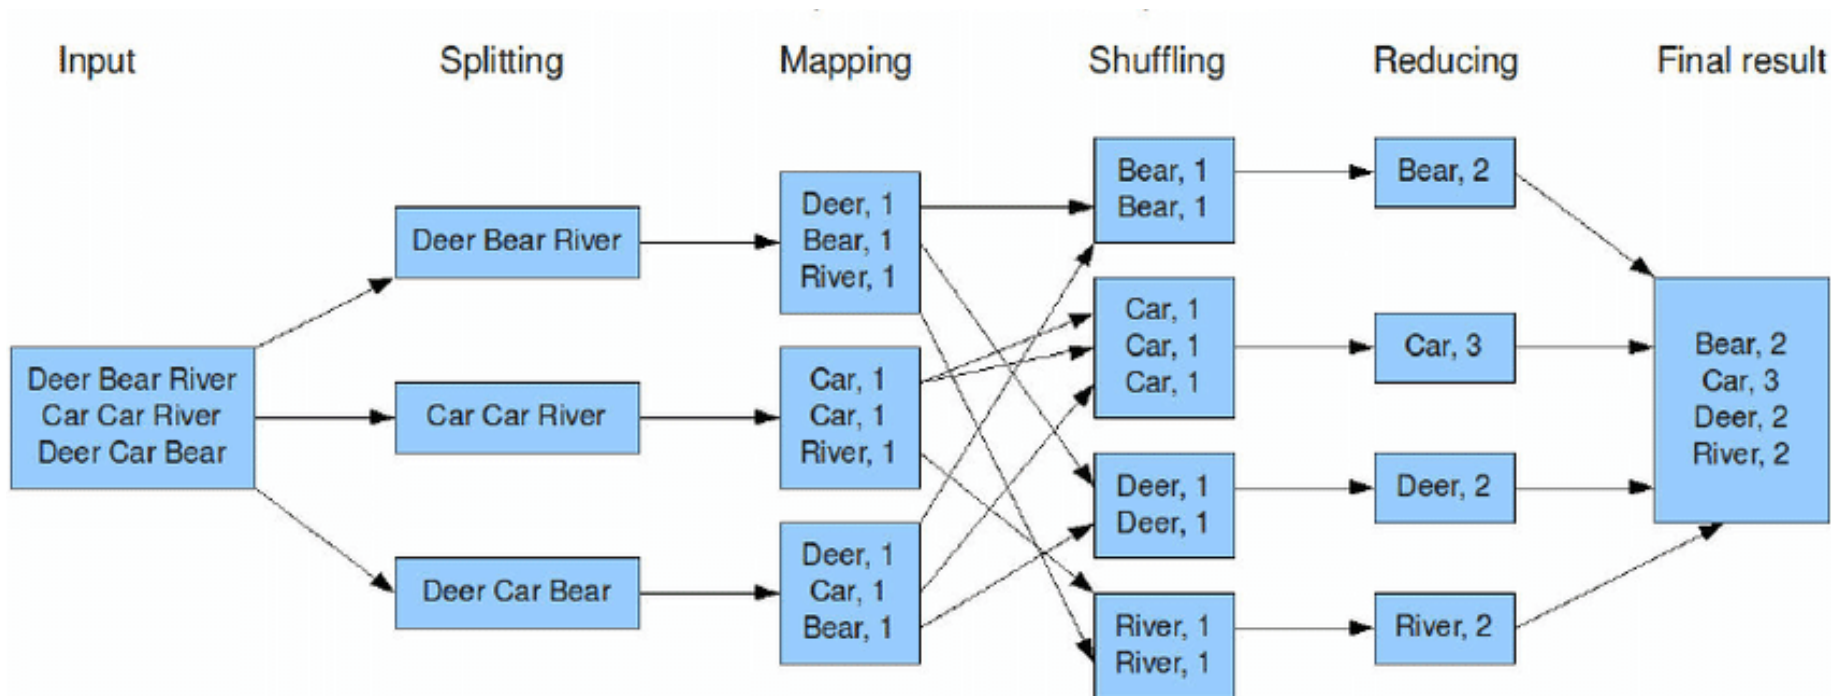 Input
Splitting
Mapping
Shuffling
Reducing
Final result
Deer Bear River
Car Car River
Deer Car Bear
Deer Bear River
Car Car River
Deer Car Bear
Deer, 1
Bear, 1
River, 1
Car, 1
Car, 1
River, 1
Deer, 1
Car, 1
Bear, 1
Bear, 1
Bear, 1
Car, 1
Car, 1
Car, 1
Deer, 1
Deer, 1
River, 1
River, 1
Bear, 2
Car, 3
Deer, 2
River, 2
Bear, 2
Car, 3
Deer, 2
River, 2